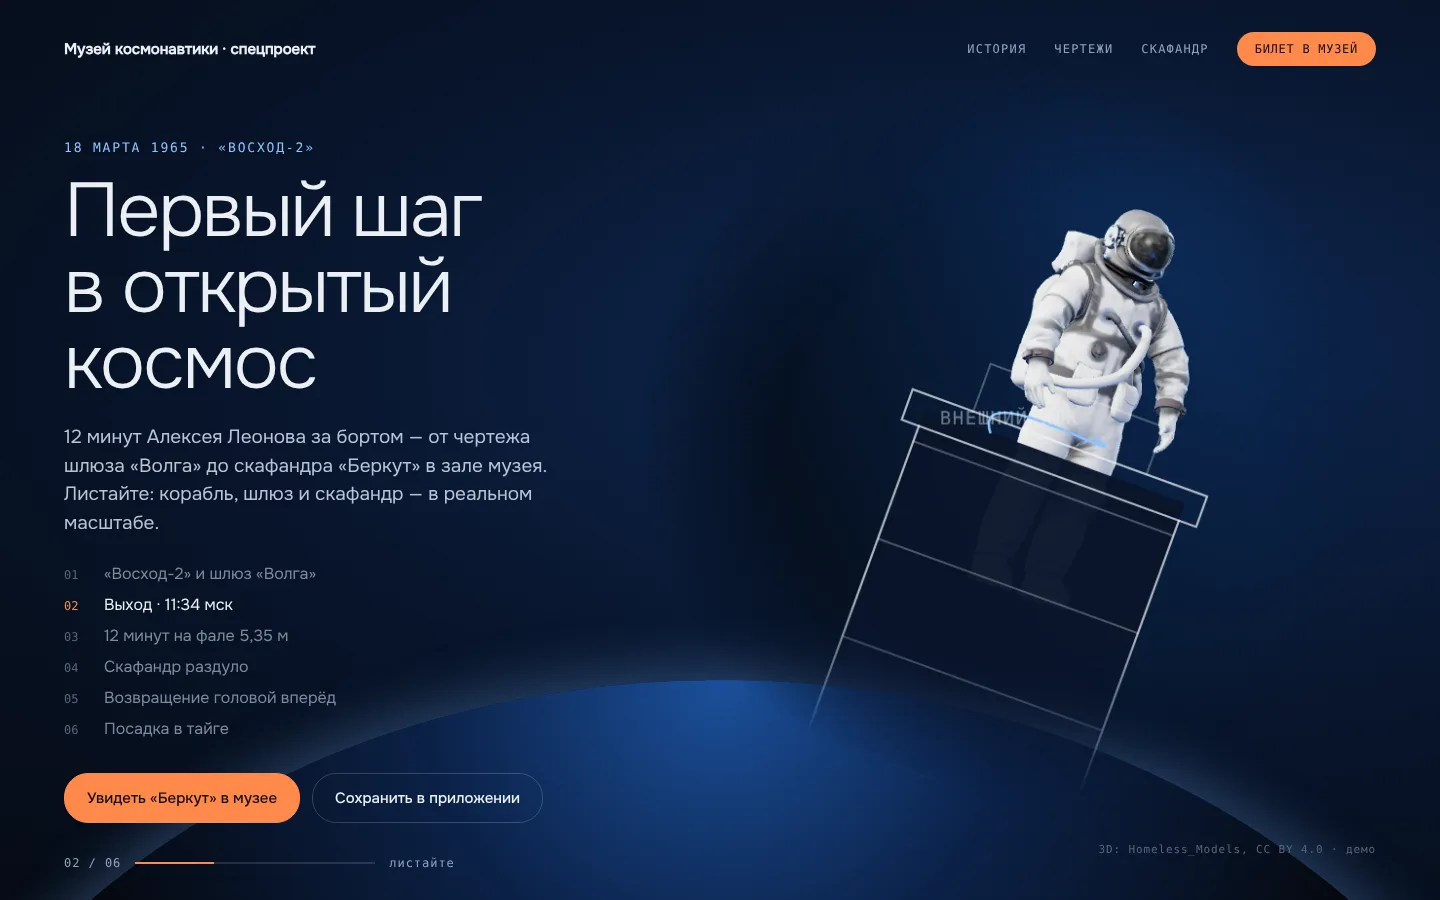 Музей космонавтики · спецпроект
ИСТОРИЯ
ЧЕРТЕЖИ
СКАФАНДР
БИЛЕТ В МУЗЕЙ
18 МАРТА 1965 · «ВОСХОД-2»
Первый шаг
в открытый
космос
12 минут Алексея Леонова за бортом — от чертежа
шлюза «Волга» до скафандра «Беркут» в зале музея.
Листайте: корабль, шлюз и скафандр — в реальном
масштабе.
01 «Восход-2» и шлюз «Волга»
02 Выход · 11:34 мск
03 12 минут на фале 5,35 м
04 Скафандр раздуло
05 Возвращение головой вперёд
06 Посадка в тайге
ВНЕШНИЙ
Увидеть «Беркут» в музее
Сохранить в приложении
02 / 06
листайте
3D: Homeless_Models, CC BY 4.0 · демо